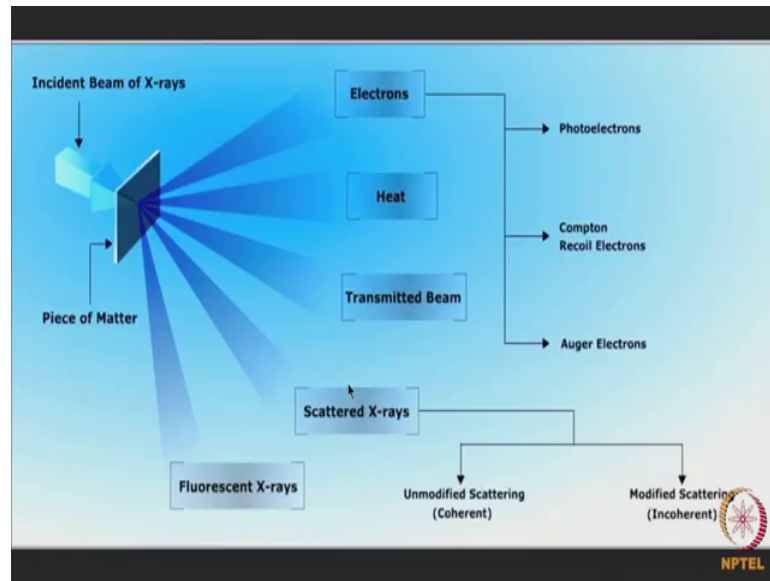 Incident Beam of X-rays
Electrons
Photoelectrons
Heat
Compton
Recoil Electrons
Transmitted Beam
Piece of Matter
Auger Electrons
Scattered X-rays
Fluorescent X-rays
Unmodified Scattering
(Coherent)
Modified Scattering
(Incoherent)
NPTEL